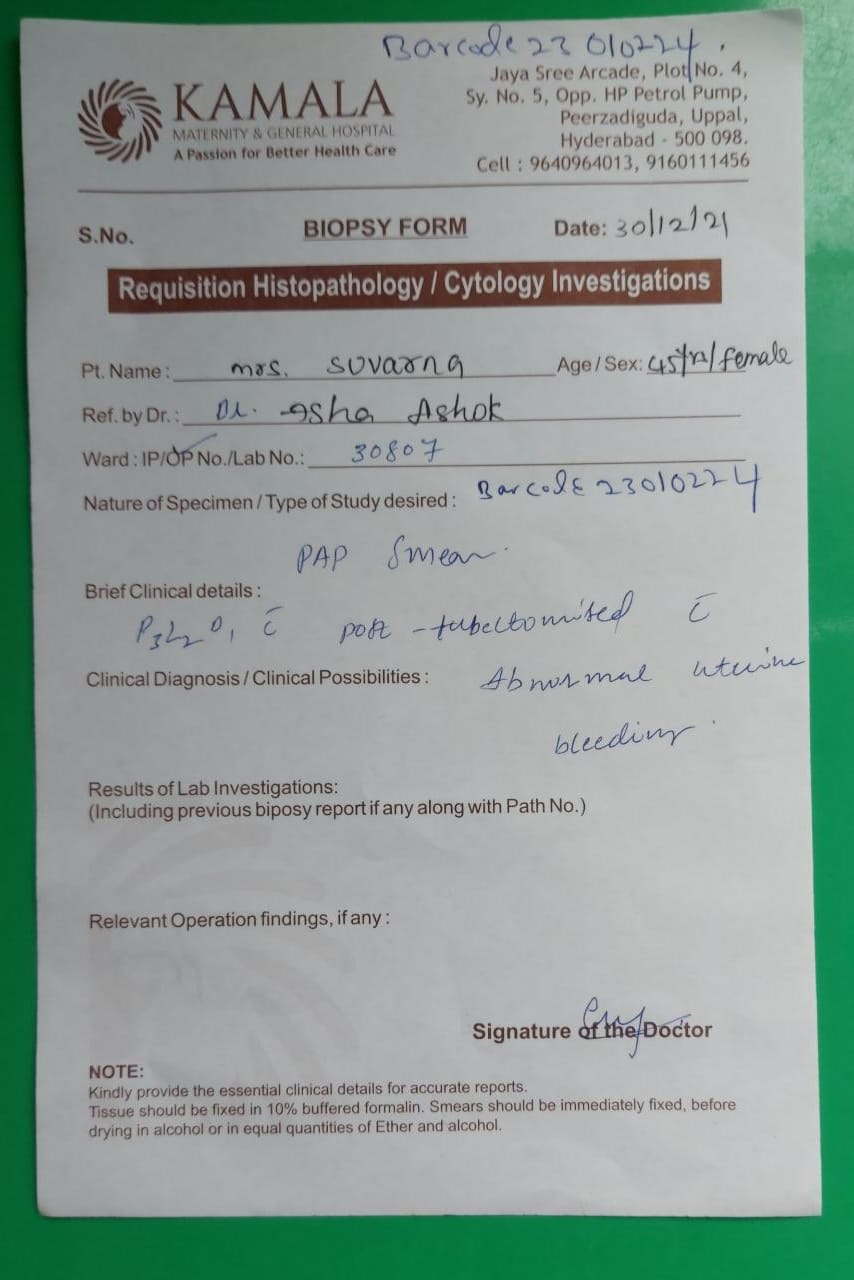 Barcode 23 010224.
KAMALA
MATERNITY & GENERAL HOSPITAL
A Passion for Better Health Care
Jaya Sree Arcade, Plot No. 4,
Sy. No. 5, Opp. HP Petrol Pump,
Peerzadiguda, Uppal,
Hyderabad - 500 098.
Cell : 9640964013, 9160111456
S.No.
BIOPSY FORM
Date: 30/12/21
Requisition Histopathology / Cytology Investigations
Pt. Name : mrs. suvarna Age / Sex: 45yrs/female
Ref. by Dr. : Dr. Asha Ashok
Ward : IP/OP No./Lab No.: 30807
Nature of Specimen / Type of Study desired : Barcode 23010224
PAP Smear.
Brief Clinical details :
P3L2D1 c̄ post-tubectomised c̄
Clinical Diagnosis / Clinical Possibilities : Abnormal uterine
bleeding.
Results of Lab Investigations:
(Including previous biposy report if any along with Path No.)
Relevant Operation findings, if any :
Signature of the Doctor
NOTE:
Kindly provide the essential clinical details for accurate reports.
Tissue should be fixed in 10% buffered formalin. Smears should be immediately fixed, before
drying in alcohol or in equal quantities of Ether and alcohol.